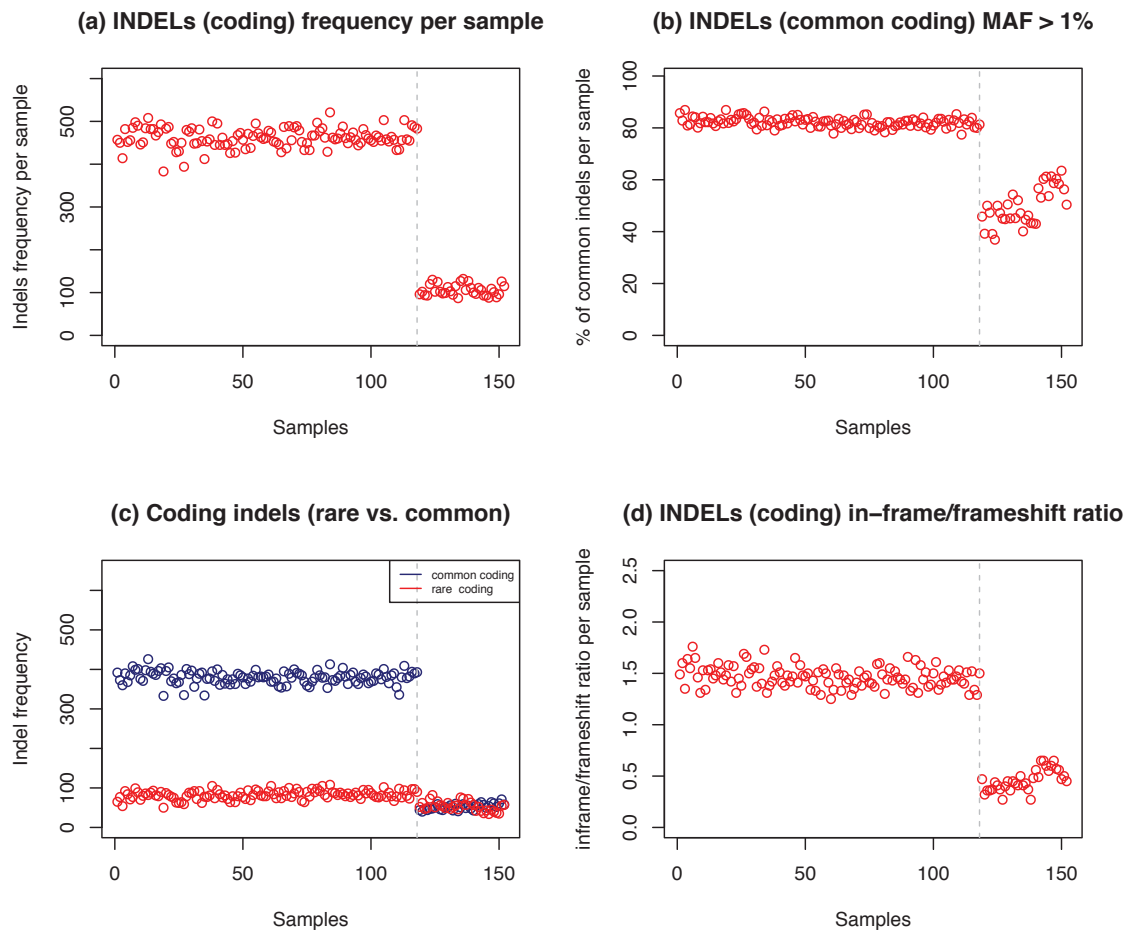 (a) INDELs (coding) frequency per sample
Indels frequency per sample
500
300
100
0
0 50 100 150
Samples
(b) INDELs (common coding) MAF > 1%
% of common indels per sample
100
80
60
40
20
0
0 50 100 150
Samples
(c) Coding indels (rare vs. common)
Indel frequency
500
300
100
0
common coding
rare coding
0 50 100 150
Samples
(d) INDELs (coding) in−frame/frameshift ratio
inframe/frameshift ratio per sample
2.5
2.0
1.5
1.0
0.5
0.0
0 50 100 150
Samples